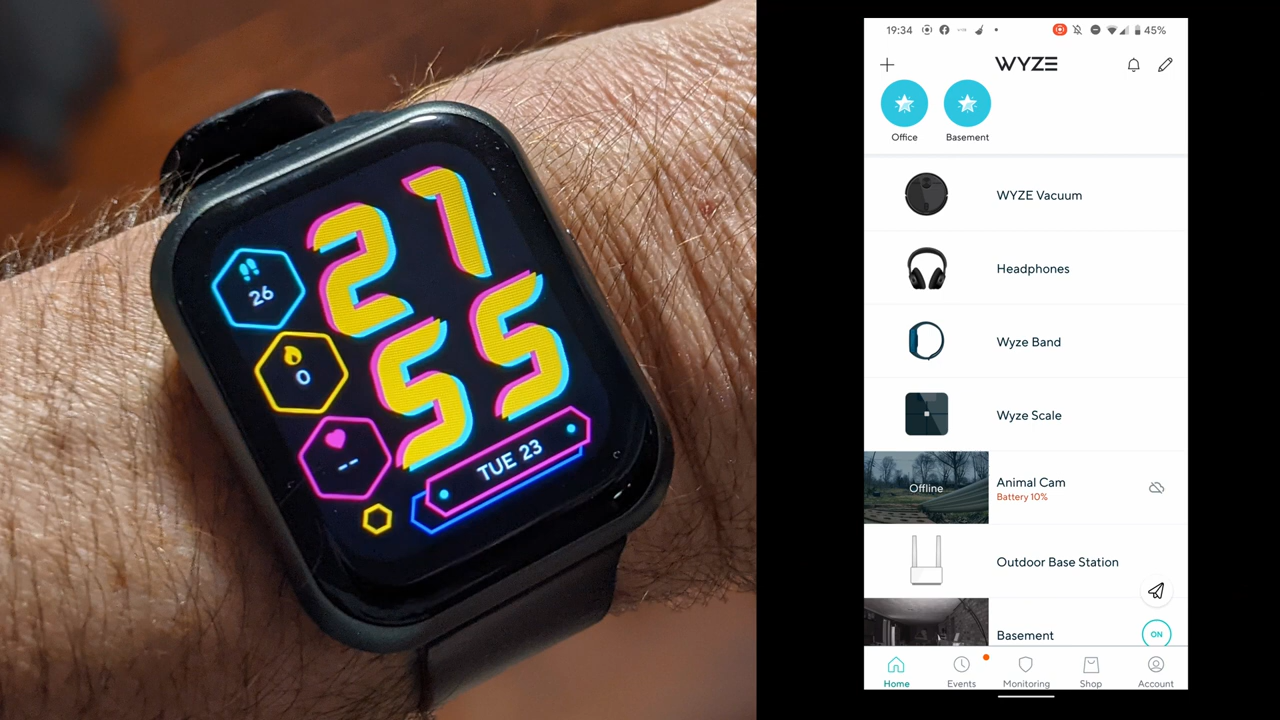 21
55
26
0
--
TUE 23
19:34
45%
WYZE
Office
Basement
WYZE Vacuum
Headphones
Wyze Band
Wyze Scale
Offline
Animal Cam
Battery 10%
Outdoor Base Station
Basement
ON
Home
Events
Monitoring
Shop
Account